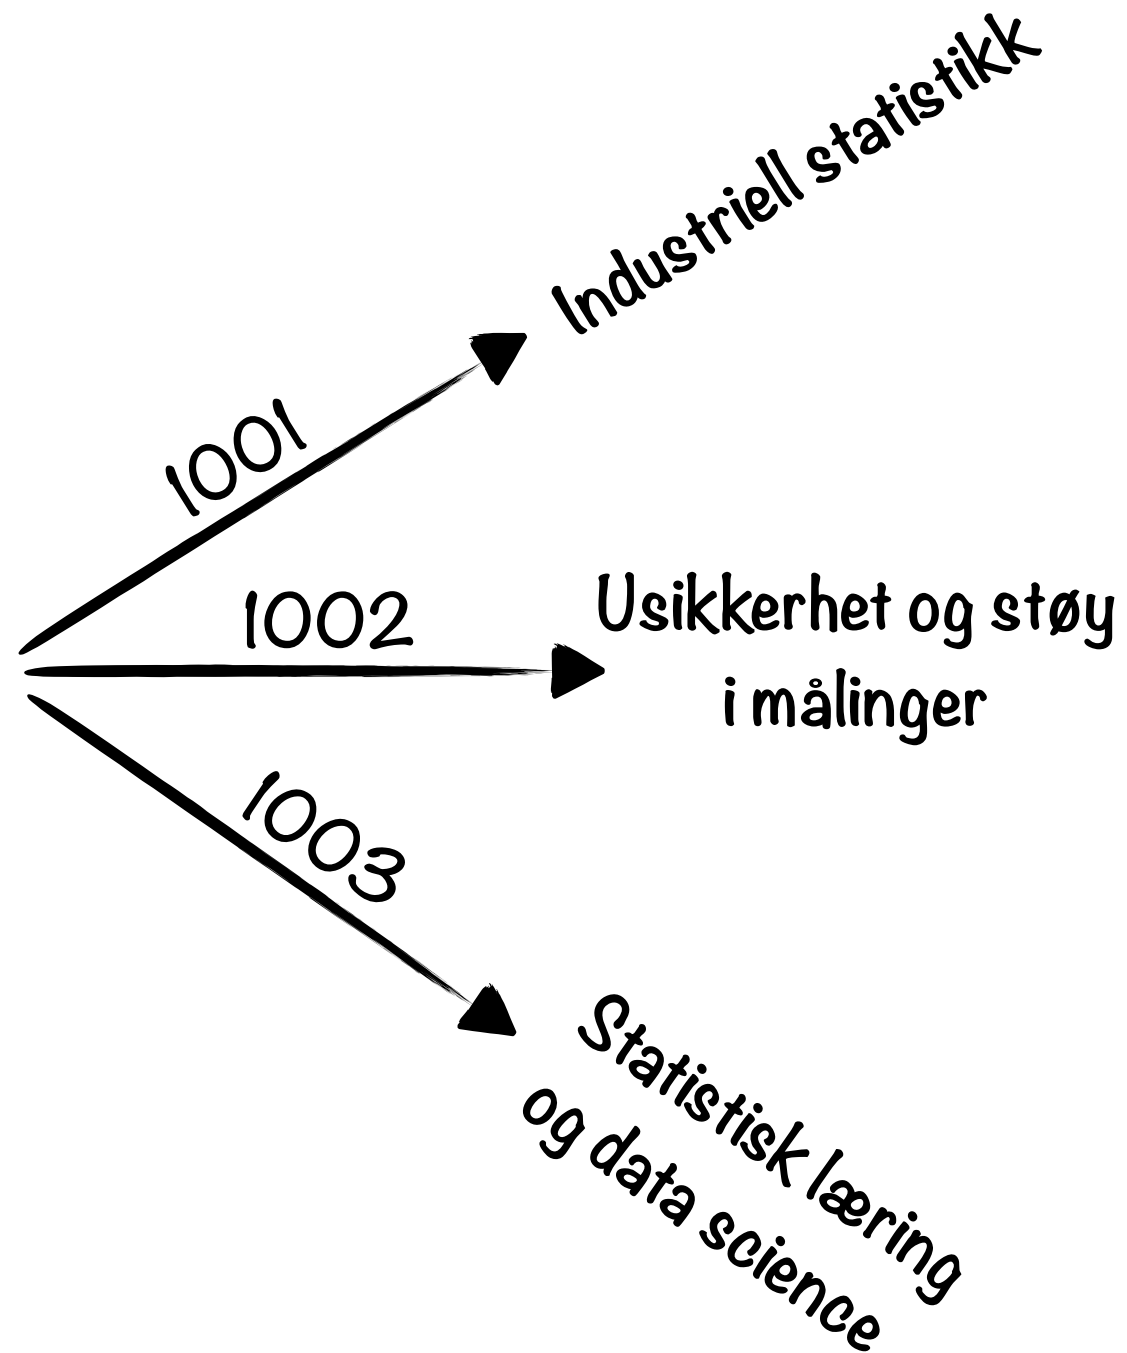 1001
Industriell statistikk
1002
Usikkerhet og støy
i målinger
1003
Statistisk læring
og data science